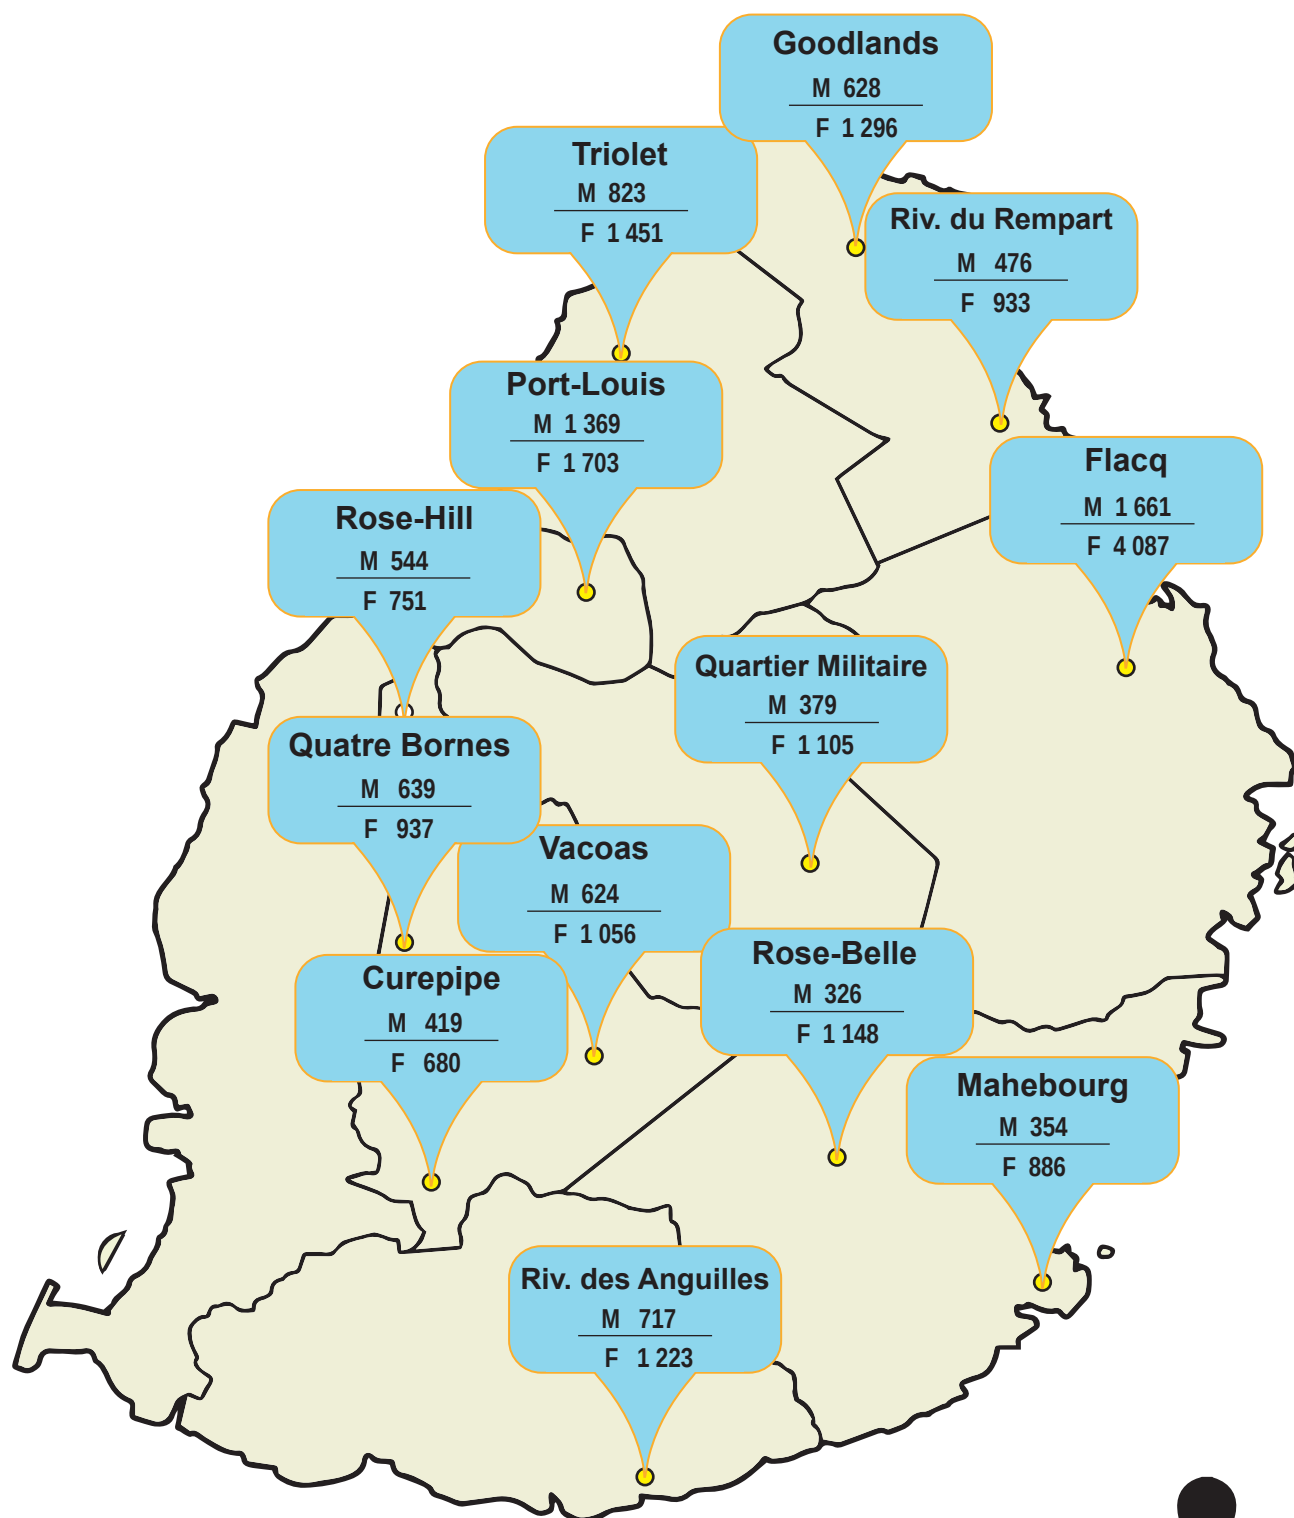 Goodlands
M 628
F 1 296
Triolet
M 823
F 1 451
Riv. du Rempart
M 476
F 933
Port-Louis
M 1 369
F 1 703
Flacq
M 1 661
F 4 087
Rose-Hill
M 544
F 751
Quartier Militaire
M 379
F 1 105
Quatre Bornes
M 639
F 937
Vacoas
M 624
F 1 056
Rose-Belle
M 326
F 1 148
Curepipe
M 419
F 680
Mahebourg
M 354
F 886
Riv. des Anguilles
M 717
F 1 223